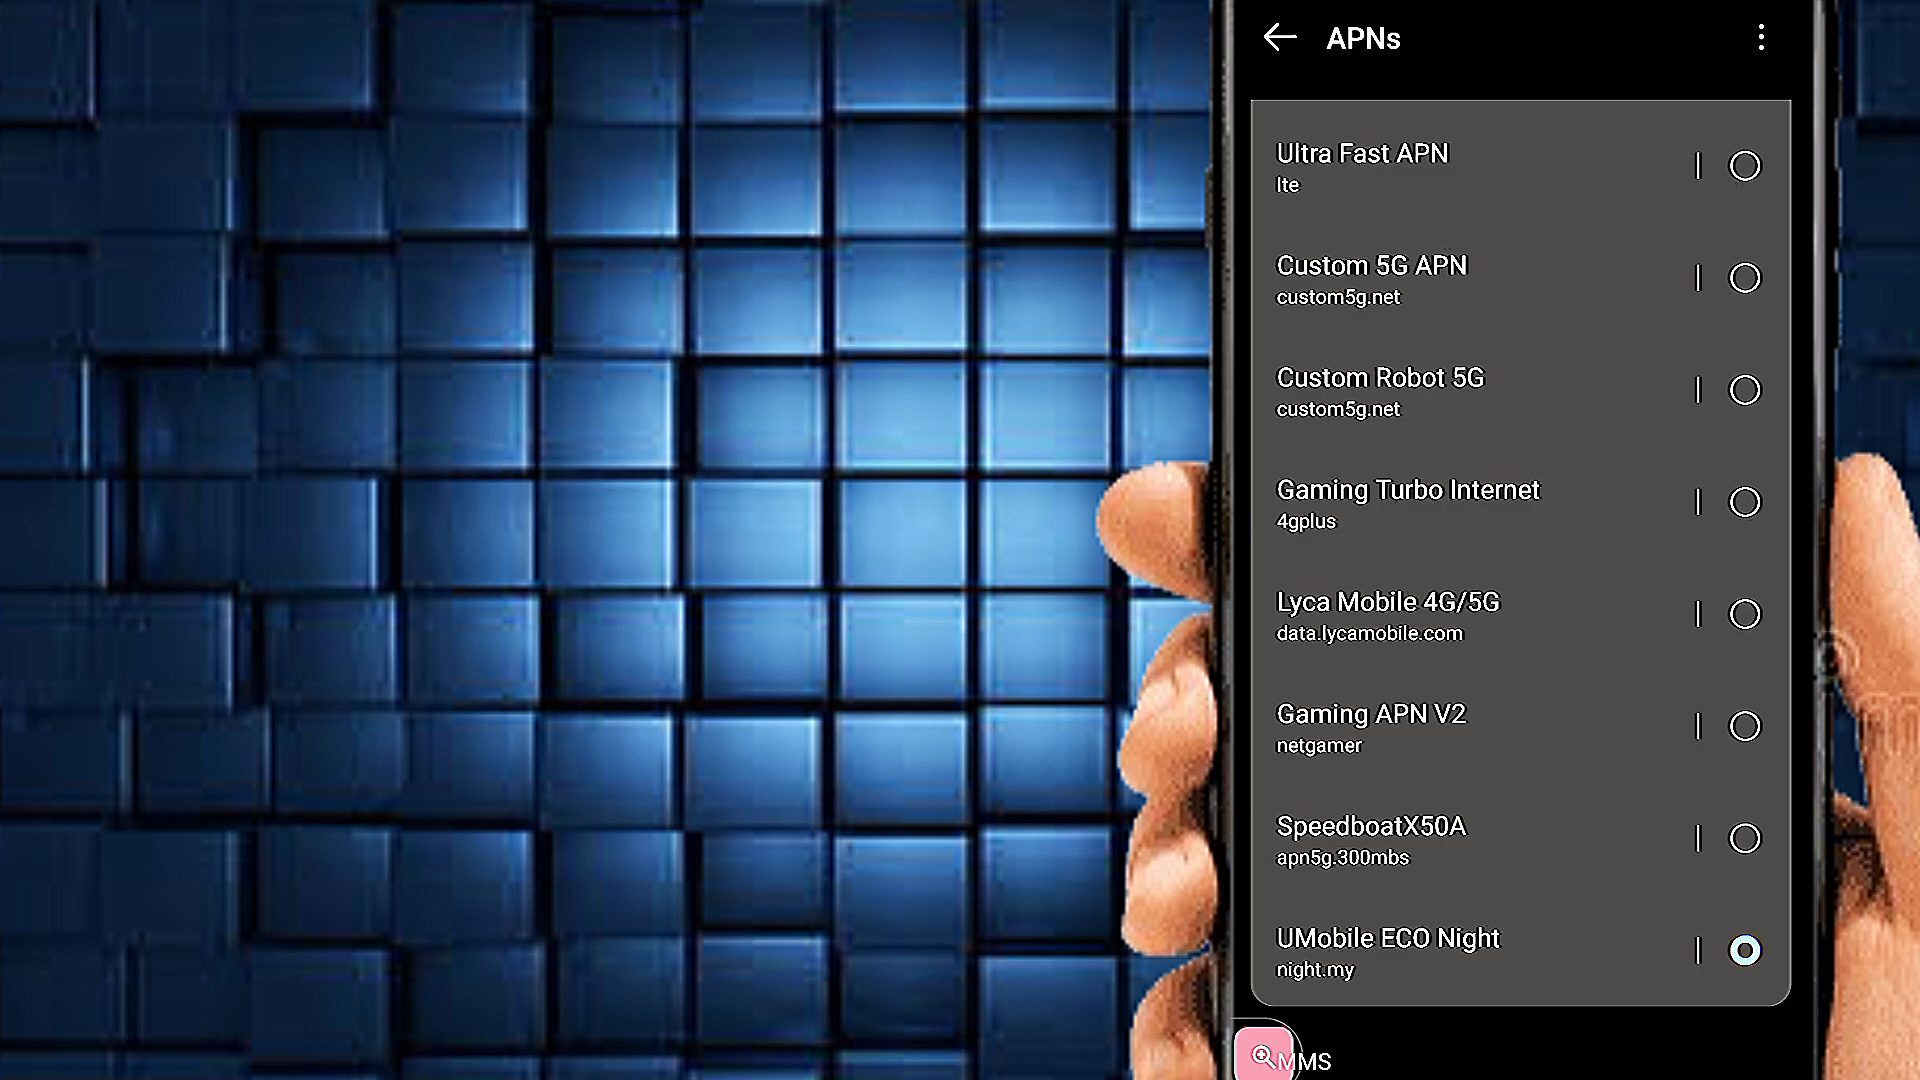 APNs
Ultra Fast APN
lte
Custom 5G APN
custom5g.net
Custom Robot 5G
custom5g.net
Gaming Turbo Internet
4gplus
Lyca Mobile 4G/5G
data.lycamobile.com
Gaming APN V2
netgamer
SpeedboatX50A
apn5g.300mbs
UMobile ECO Night
night.my
MMS